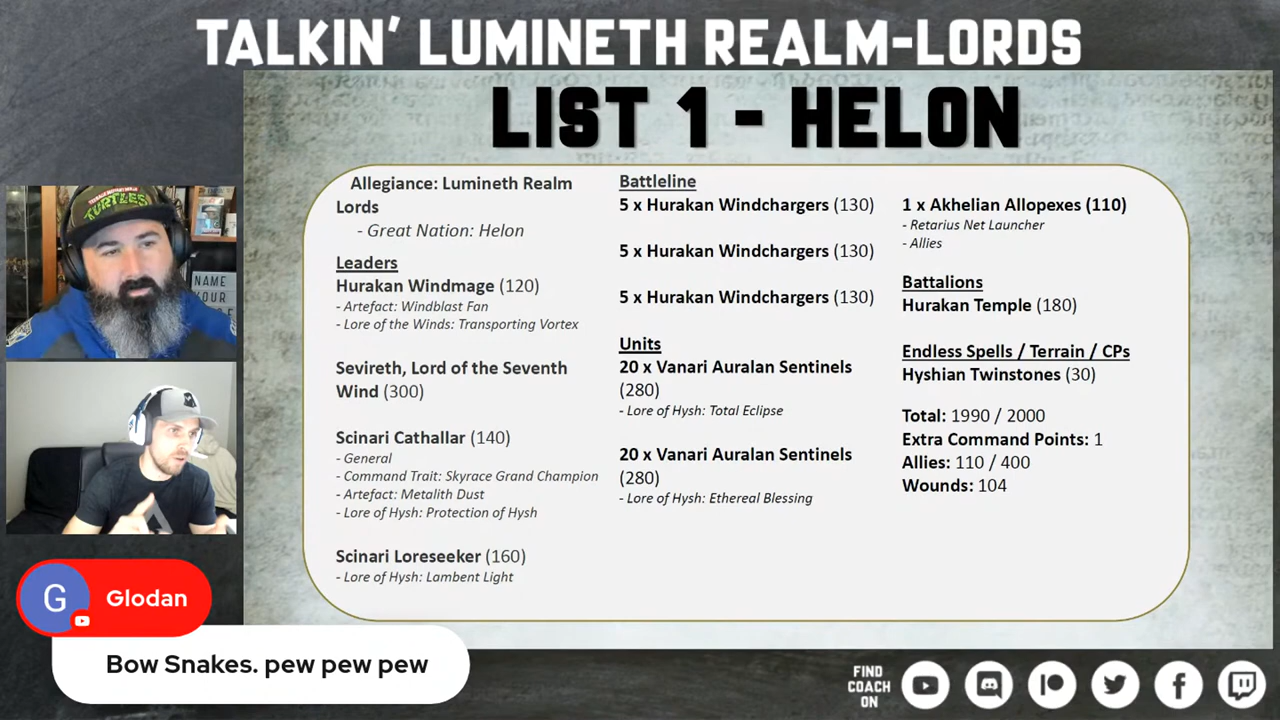 TALKIN' LUMINETH REALM-LORDS
LIST 1 - HELON
Allegiance: Lumineth Realm
Lords
- Great Nation: Helon
Leaders
Hurakan Windmage (120)
- Artefact: Windblast Fan
- Lore of the Winds: Transporting Vortex
Sevireth, Lord of the Seventh
Wind (300)
Scinari Cathallar (140)
- General
- Command Trait: Skyrace Grand Champion
- Artefact: Metalith Dust
- Lore of Hysh: Protection of Hysh
Scinari Loreseeker (160)
- Lore of Hysh: Lambent Light
Battleline
5 x Hurakan Windchargers (130)
5 x Hurakan Windchargers (130)
5 x Hurakan Windchargers (130)
Units
20 x Vanari Auralan Sentinels
(280)
- Lore of Hysh: Total Eclipse
20 x Vanari Auralan Sentinels
(280)
- Lore of Hysh: Ethereal Blessing
1 x Akhelian Allopexes (110)
- Retarius Net Launcher
- Allies
Battalions
Hurakan Temple (180)
Endless Spells / Terrain / CPs
Hyshian Twinstones (30)
Total: 1990 / 2000
Extra Command Points: 1
Allies: 110 / 400
Wounds: 104
TURTLES
NAME
YOUR
G
Glodan
Bow Snakes. pew pew pew
FIND
COACH
ON